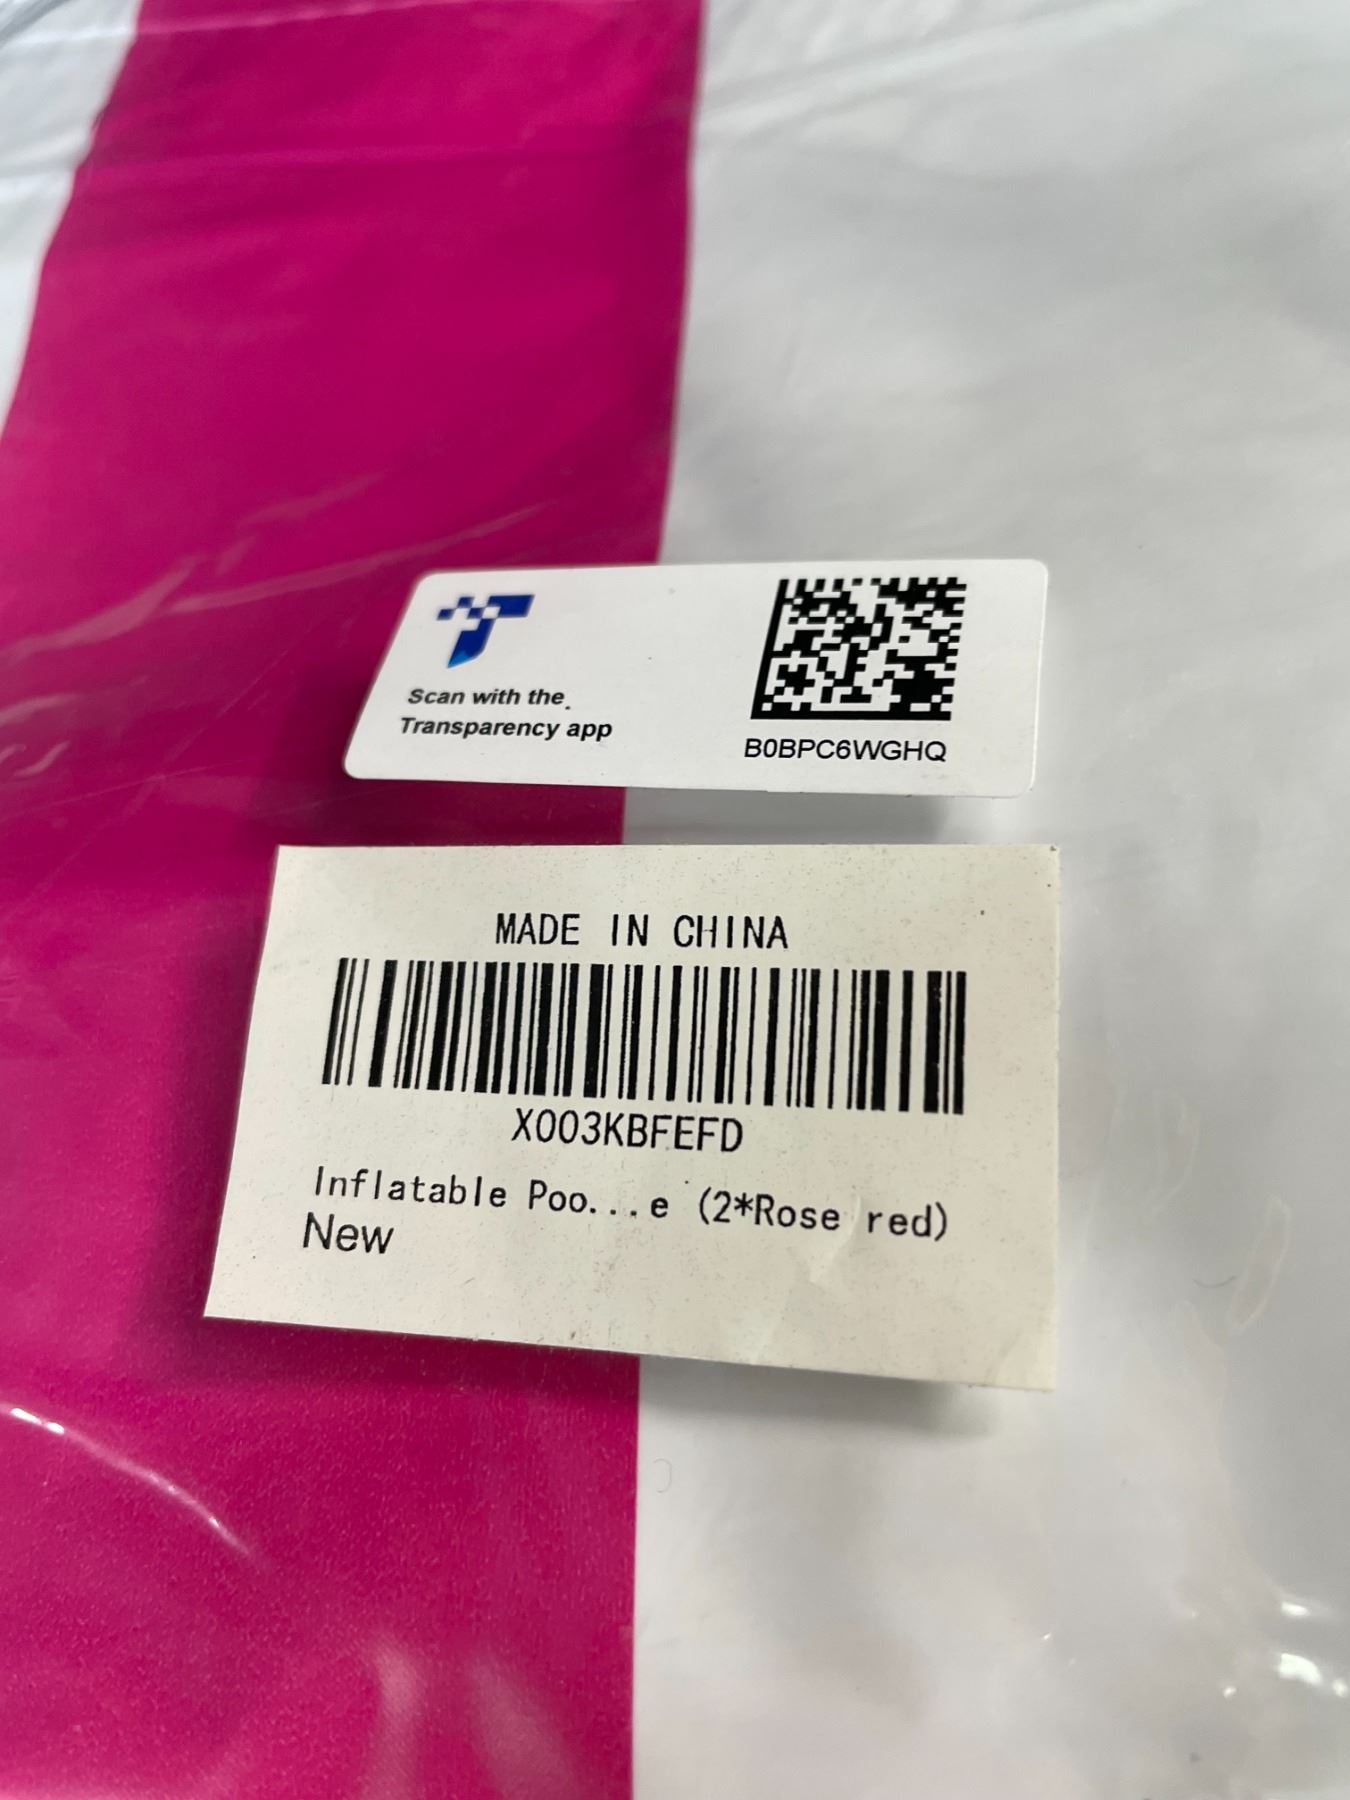 Scan with the
Transparency app
B0BPC6WGHQ
MADE IN CHINA
X003KBFEFD
Inflatable Poo...e (2*Rose red)
New